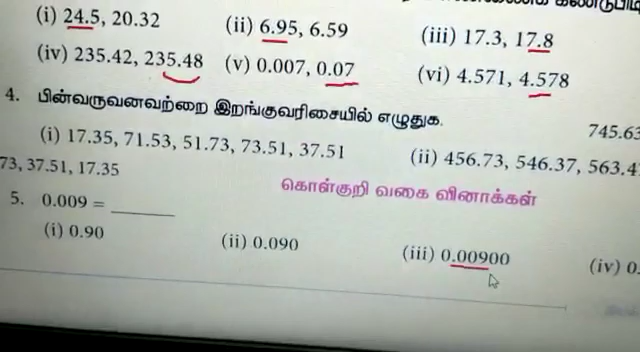 (i) 24.5, 20.32 (ii) 6.95, 6.59 (iii) 17.3, 17.8
(iv) 235.42, 235.48 (v) 0.007, 0.07 (vi) 4.571, 4.578
4. பின்வருவனவற்றை இறங்குவரிசையில் எழுதுக.
745.63
(i) 17.35, 71.53, 51.73, 73.51, 37.51 (ii) 456.73, 546.37, 563.4
73, 37.51, 17.35
கொள்குறி வகை வினாக்கள்
5. 0.009 = ______
(i) 0.90 (ii) 0.090 (iii) 0.00900 (iv) 0.